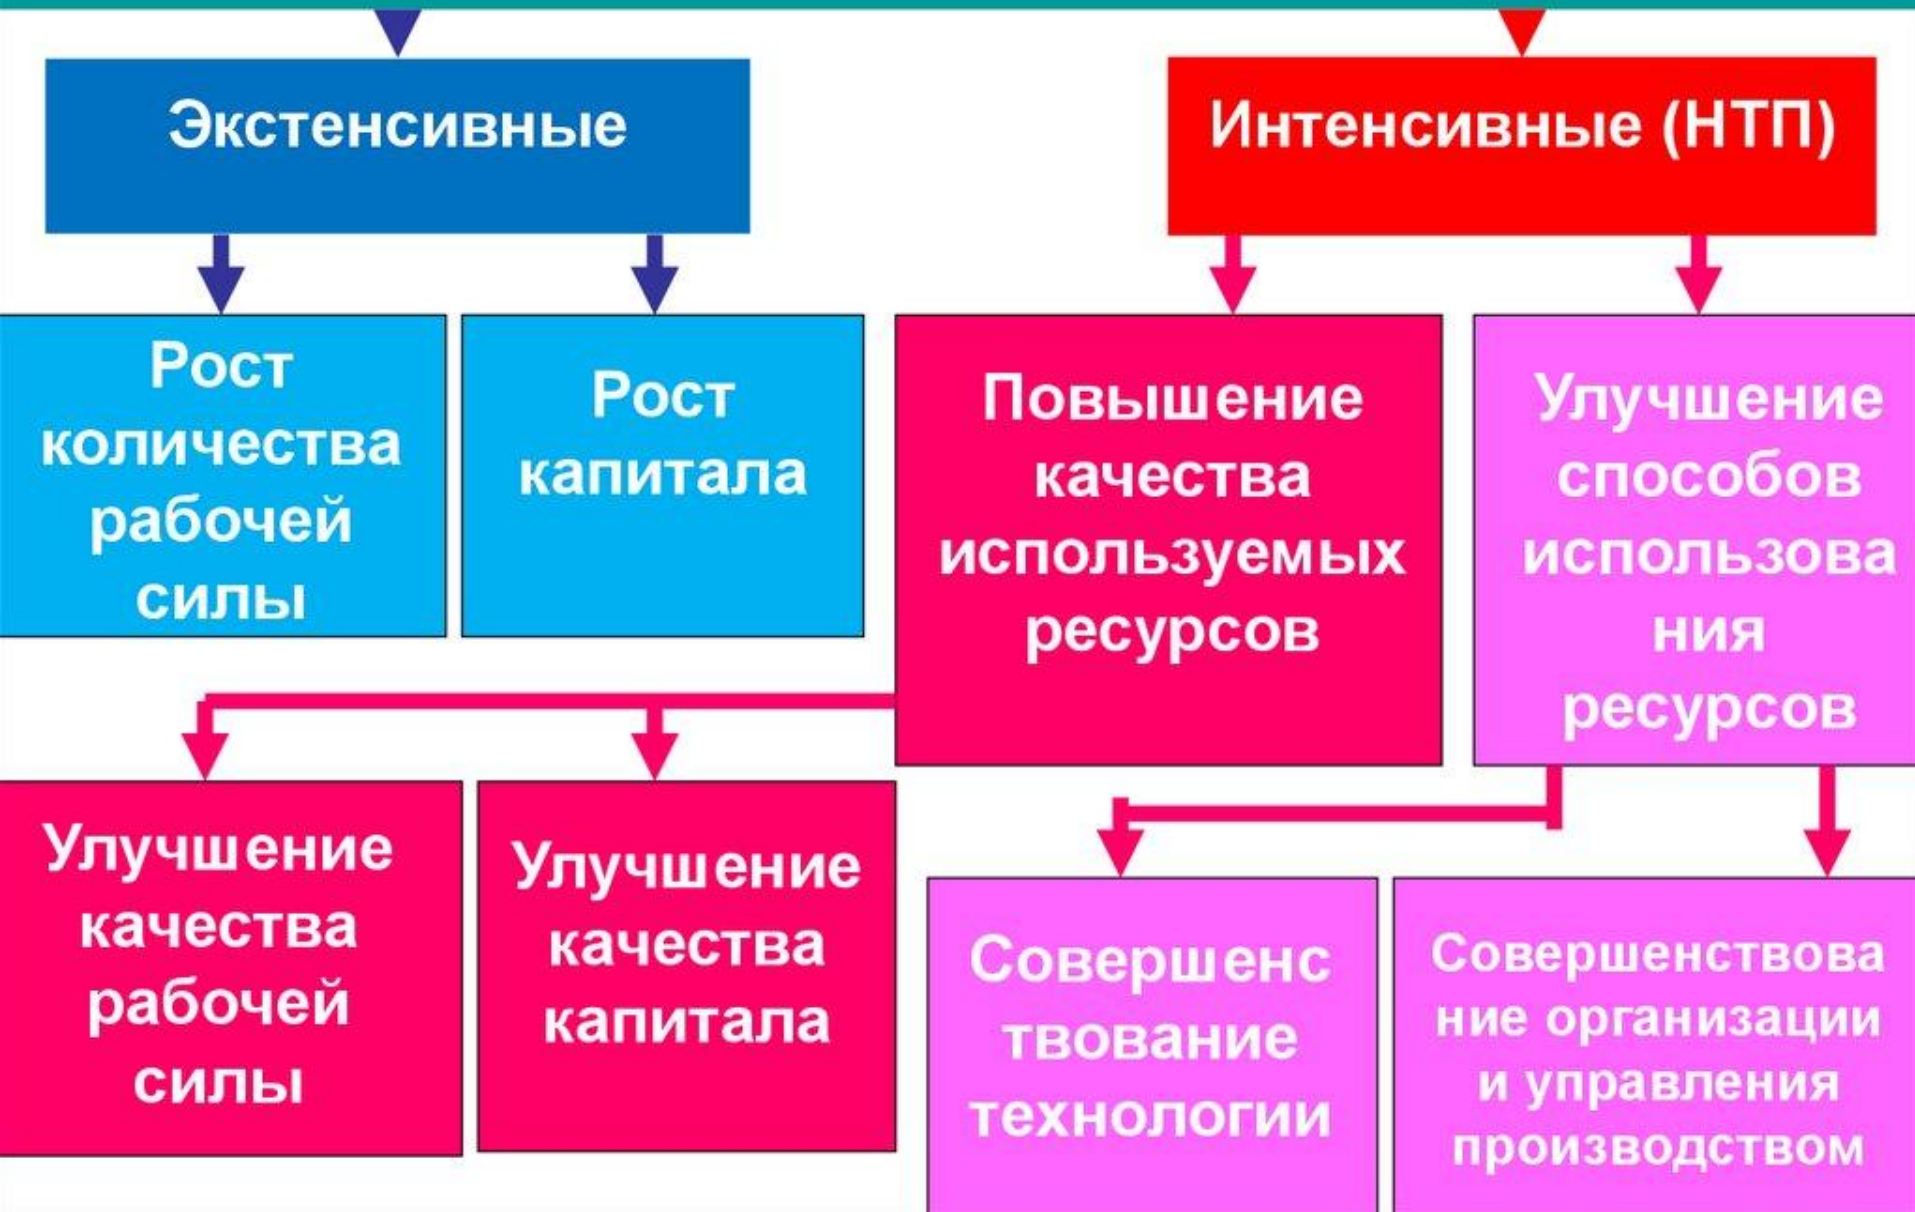 Экстенсивные
Интенсивные (НТП)
Рост
количества
рабочей
силы
Рост
капитала
Повышение
качества
используемых
ресурсов
Улучшение
способов
использова
ния
ресурсов
Улучшение
качества
рабочей
силы
Улучшение
качества
капитала
Совершенс
твование
технологии
Совершенствова
ние организации
и управления
производством